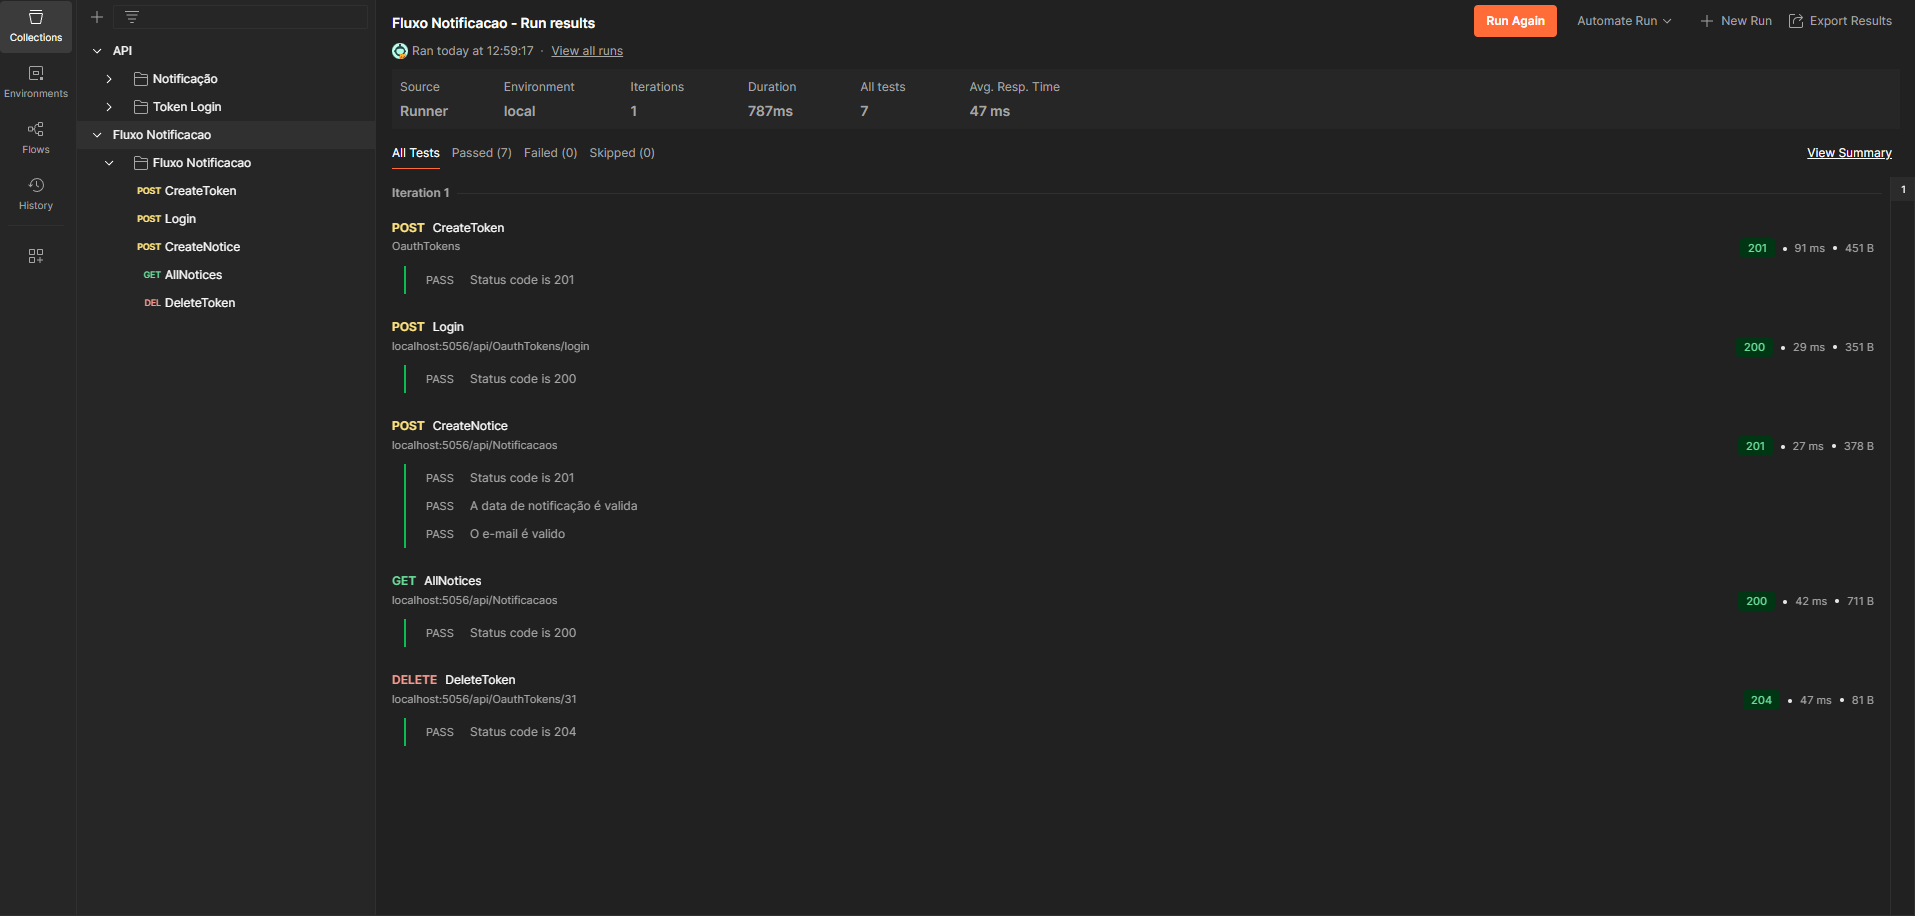 Collections
Environments
Flows
History
API
Notificação
Token Login
Fluxo Notificacao
Fluxo Notificacao
POST CreateToken
POST Login
POST CreateNotice
GET AllNotices
DEL DeleteToken
Fluxo Notificacao - Run results
Run Again
Automate Run
New Run
Export Results
Ran today at 12:59:17 · View all runs
Source Environment Iterations Duration All tests Avg. Resp. Time
Runner local 1 787ms 7 47 ms
All Tests Passed (7) Failed (0) Skipped (0)
View Summary
Iteration 1
1
POST CreateToken
OauthTokens
201 • 91 ms • 451 B
PASS Status code is 201
POST Login
localhost:5056/api/OauthTokens/login
200 • 29 ms • 351 B
PASS Status code is 200
POST CreateNotice
localhost:5056/api/Notificacaos
201 • 27 ms • 378 B
PASS Status code is 201
PASS A data de notificação é valida
PASS O e-mail é valido
GET AllNotices
localhost:5056/api/Notificacaos
200 • 42 ms • 711 B
PASS Status code is 200
DELETE DeleteToken
localhost:5056/api/OauthTokens/31
204 • 47 ms • 81 B
PASS Status code is 204